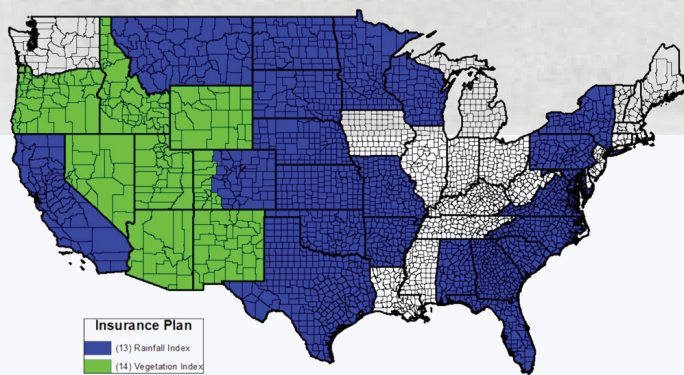 Insurance Plan
(13) Rainfall Index
(14) Vegetation Index